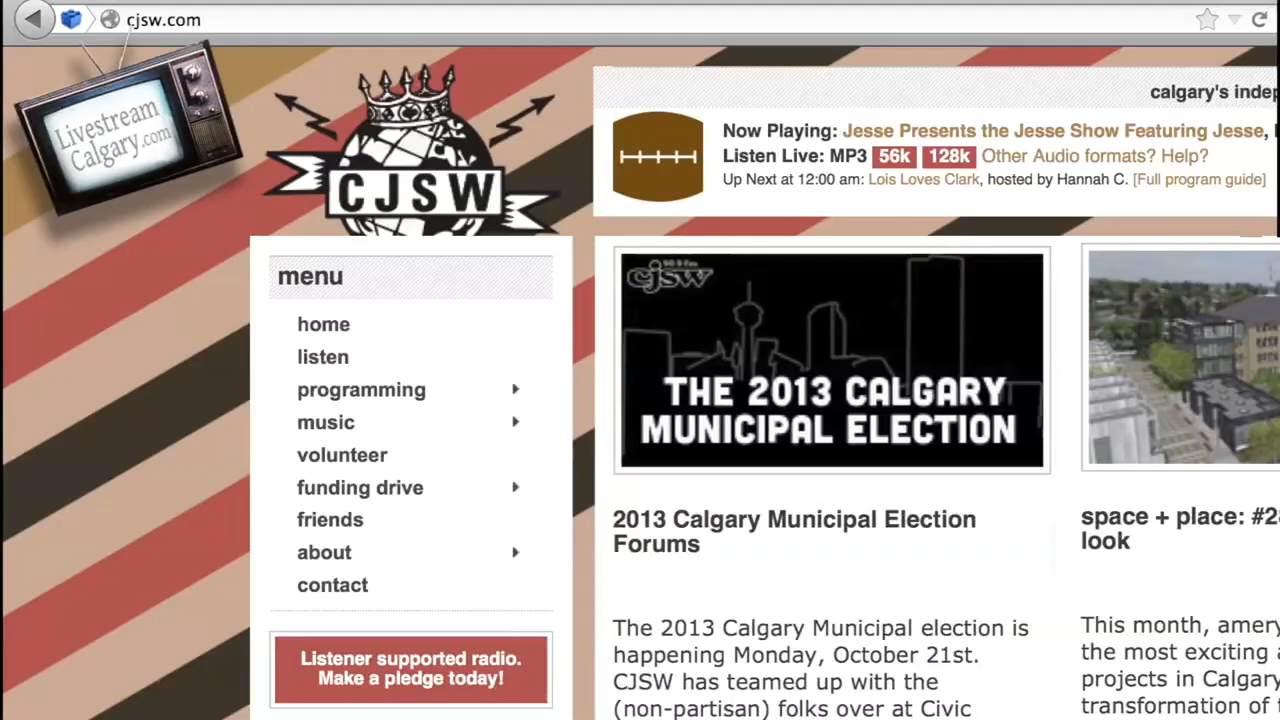 cjsw.com
Livestream
Calgary.com
CJSW
calgary's
Now Playing: Jesse Presents the Jesse Show Featuring Jesse,
Listen Live: MP3 56k 128k Other Audio formats? Help?
Up Next at 12:00 am: Lois Loves Clark, hosted by Hannah C. [Full program guide]
menu
home
listen
programming
music
volunteer
funding drive
friends
about
contact
Listener supported radio.
Make a pledge today!
90.9 fm
cjsw
THE 2013 CALGARY
MUNICIPAL ELECTION
2013 Calgary Municipal Election
Forums
The 2013 Calgary Municipal election is
happening Monday, October 21st.
CJSW has teamed up with the
(non-partisan) folks over at Civic
space + place:
look
This month,
the most exciting
projects in Calgary
transformation of